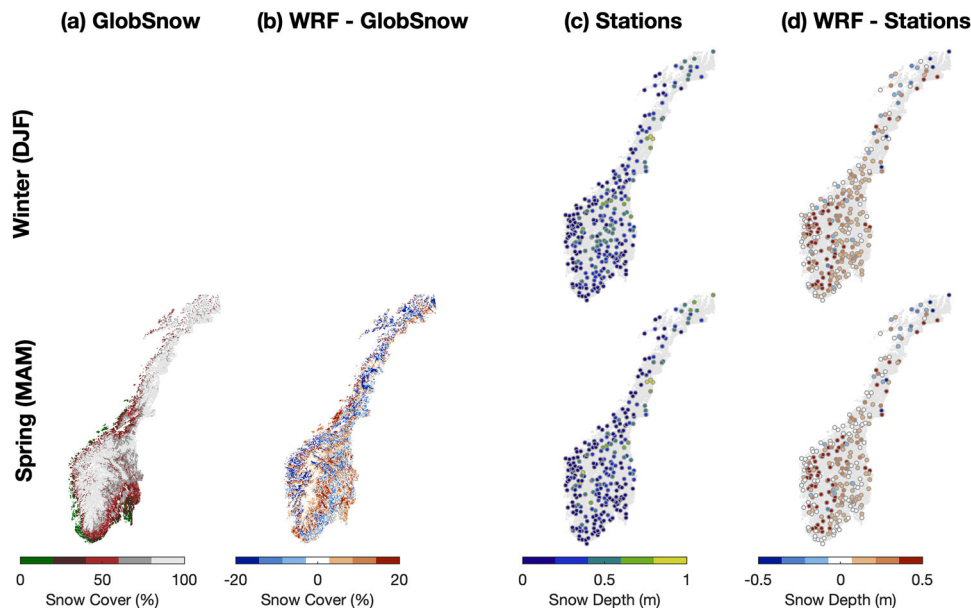 (a) GlobSnow (b) WRF - GlobSnow (c) Stations (d) WRF - Stations
Winter (DJF)
Spring (MAM)
0 50 100 -20 0 20 0 0.5 1 -0.5 0 0.5
Snow Cover (%) Snow Cover (%) Snow Depth (m) Snow Depth (m)